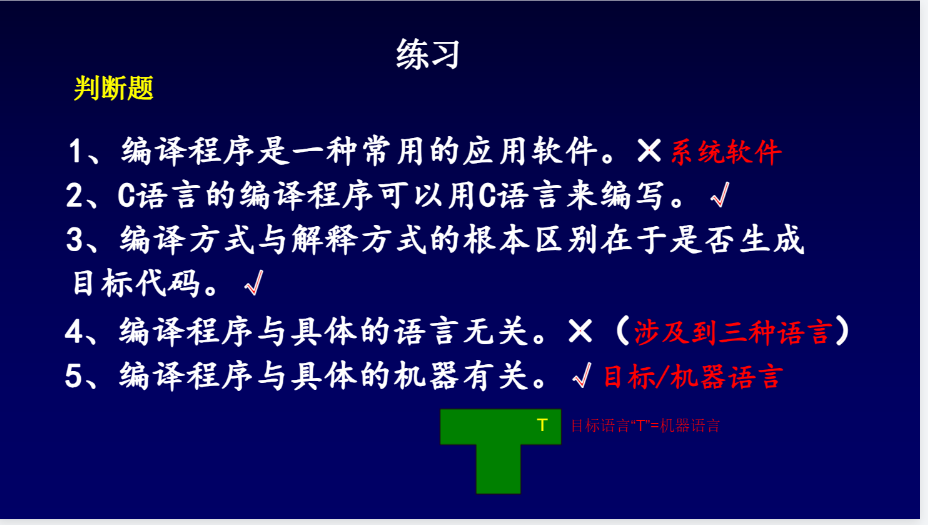 练习
判断题
1、编译程序是一种常用的应用软件。✕系统软件
2、C语言的编译程序可以用C语言来编写。√
3、编译方式与解释方式的根本区别在于是否生成
目标代码。√
4、编译程序与具体的语言无关。✕（涉及到三种语言）
5、编译程序与具体的机器有关。√目标/机器语言
T 目标语言“T”=机器语言